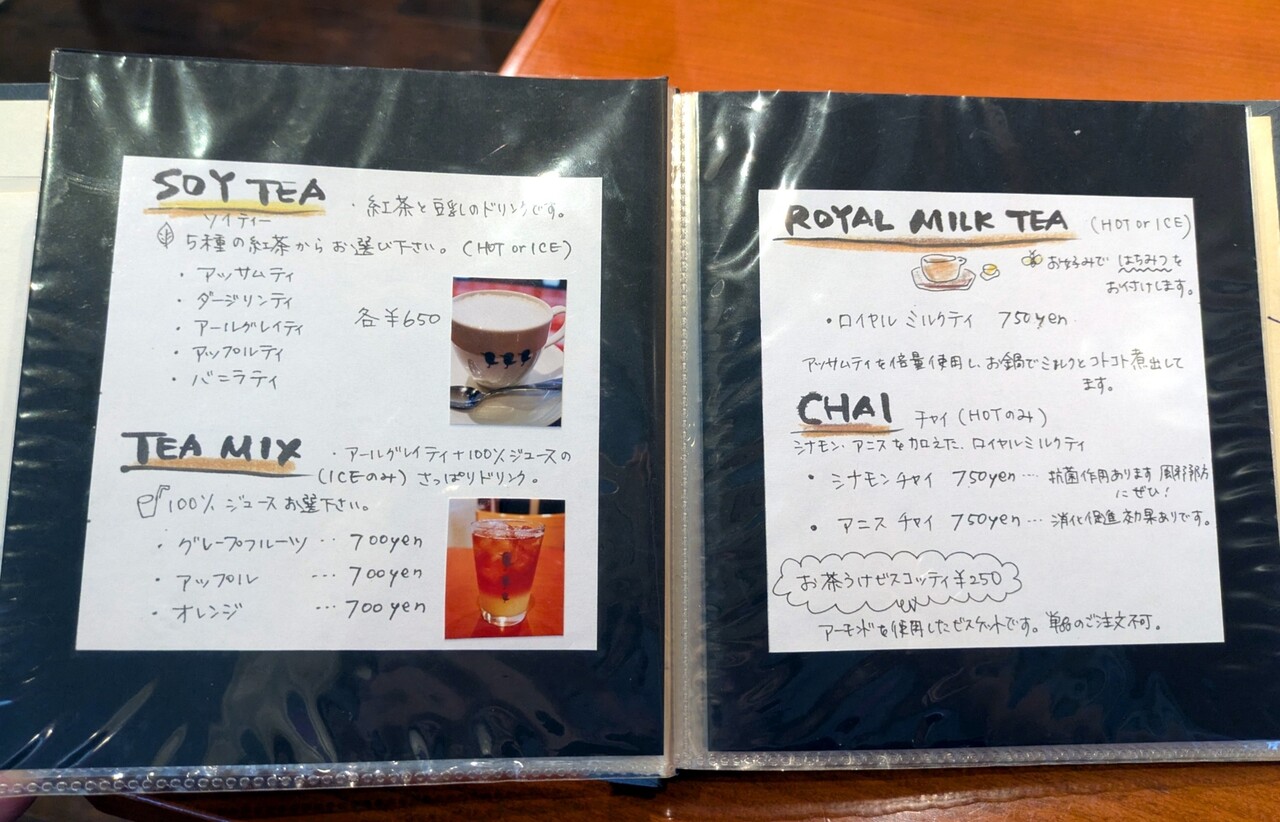 SOY TEA
ソイティー
・紅茶と豆乳のドリンクです。
5種の紅茶からお選び下さい。(HOT or ICE)
・アッサムティ
・ダージリンティ
・アールグレイティ
・アップルティ
・バニラティ
各¥650
TEA MIX
・アールグレイティ+100%ジュースの
(ICEのみ)さっぱりドリンク。
100% ジュースお選下さい。
・グレープフルーツ … 700yen
・アップル … 700yen
・オレンジ … 700yen
ROYAL MILK TEA (HOT or ICE)
お好みで はちみつを
お付けします。
・ロイヤル ミルクティ 750yen
アッサムティを倍量使用し、お鍋でミルクとコトコト煮出して
ます。
CHAI チャイ(HOTのみ)
シナモン・アニスを加えた、ロイヤルミルクティ
・シナモンチャイ 750yen … 抗菌作用あります 風邪予防
にぜひ!
・アニス チャイ 750yen … 消化促進効果ありです。
お茶うけビスコッティ¥250
アーモンドを使用したビスケットです。単品のご注文不可。